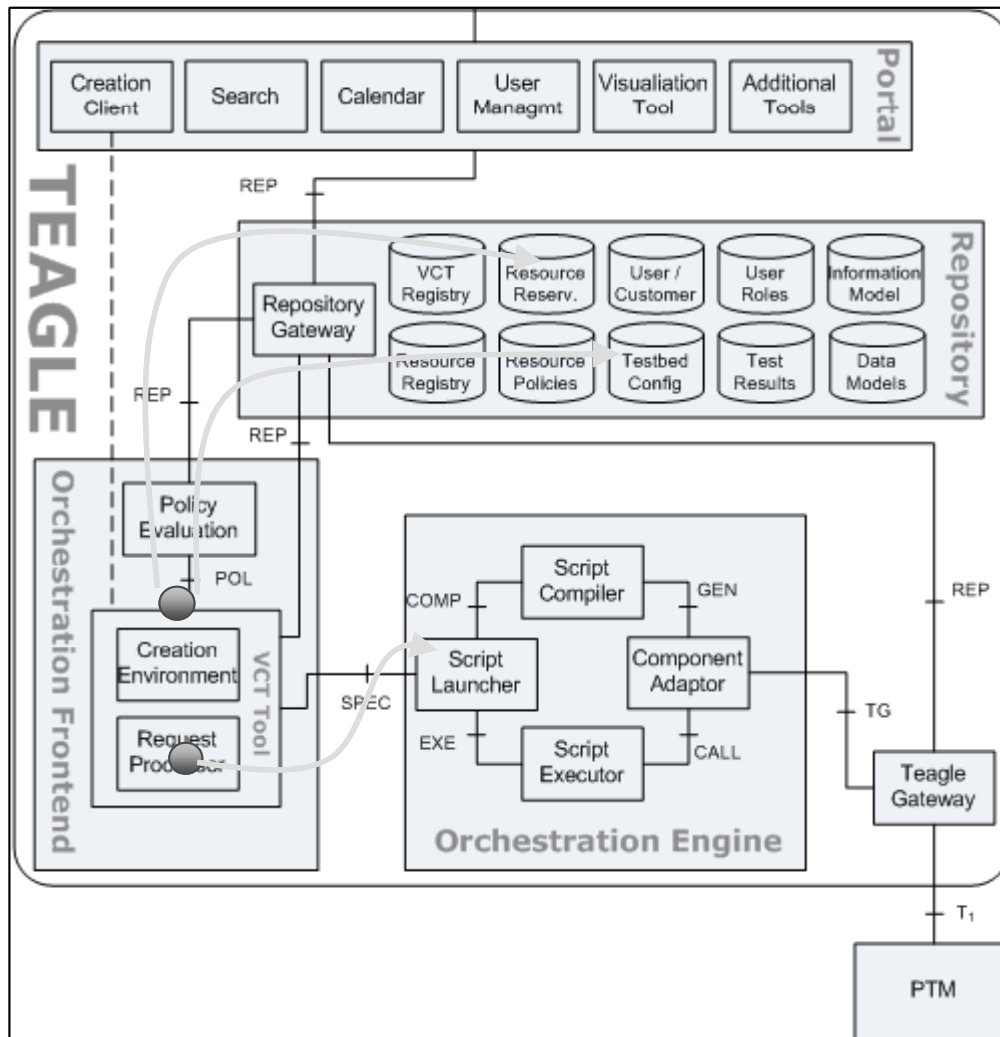 Creation
Client
Search
Calendar
User
Managmt
Visualiation
Tool
Additional
Tools
Portal
TEAGLE
REP
Repository
Gateway
VCT
Registry
Resource
Reserv.
User /
Customer
User
Roles
Information
Model
Resource
Registry
Resource
Policies
Testbed
Config
Test
Results
Data
Models
Repository
REP
REP
Orchestration Frontend
Policy
Evaluation
POL
Creation
Environment
Request
Processor
VCT Tool
SPEC
COMP
Script
Compiler
GEN
Script
Launcher
Component
Adaptor
EXE
Script
Executor
CALL
Orchestration Engine
REP
TG
Teagle
Gateway
T₁
PTM